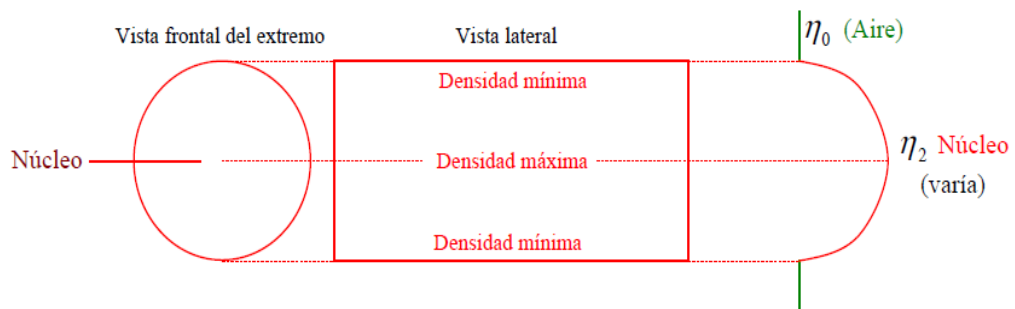 Vista frontal del extremo
Vista lateral
η₀ (Aire)
Densidad mínima
Núcleo
Densidad máxima
η₂ Núcleo
(varía)
Densidad mínima